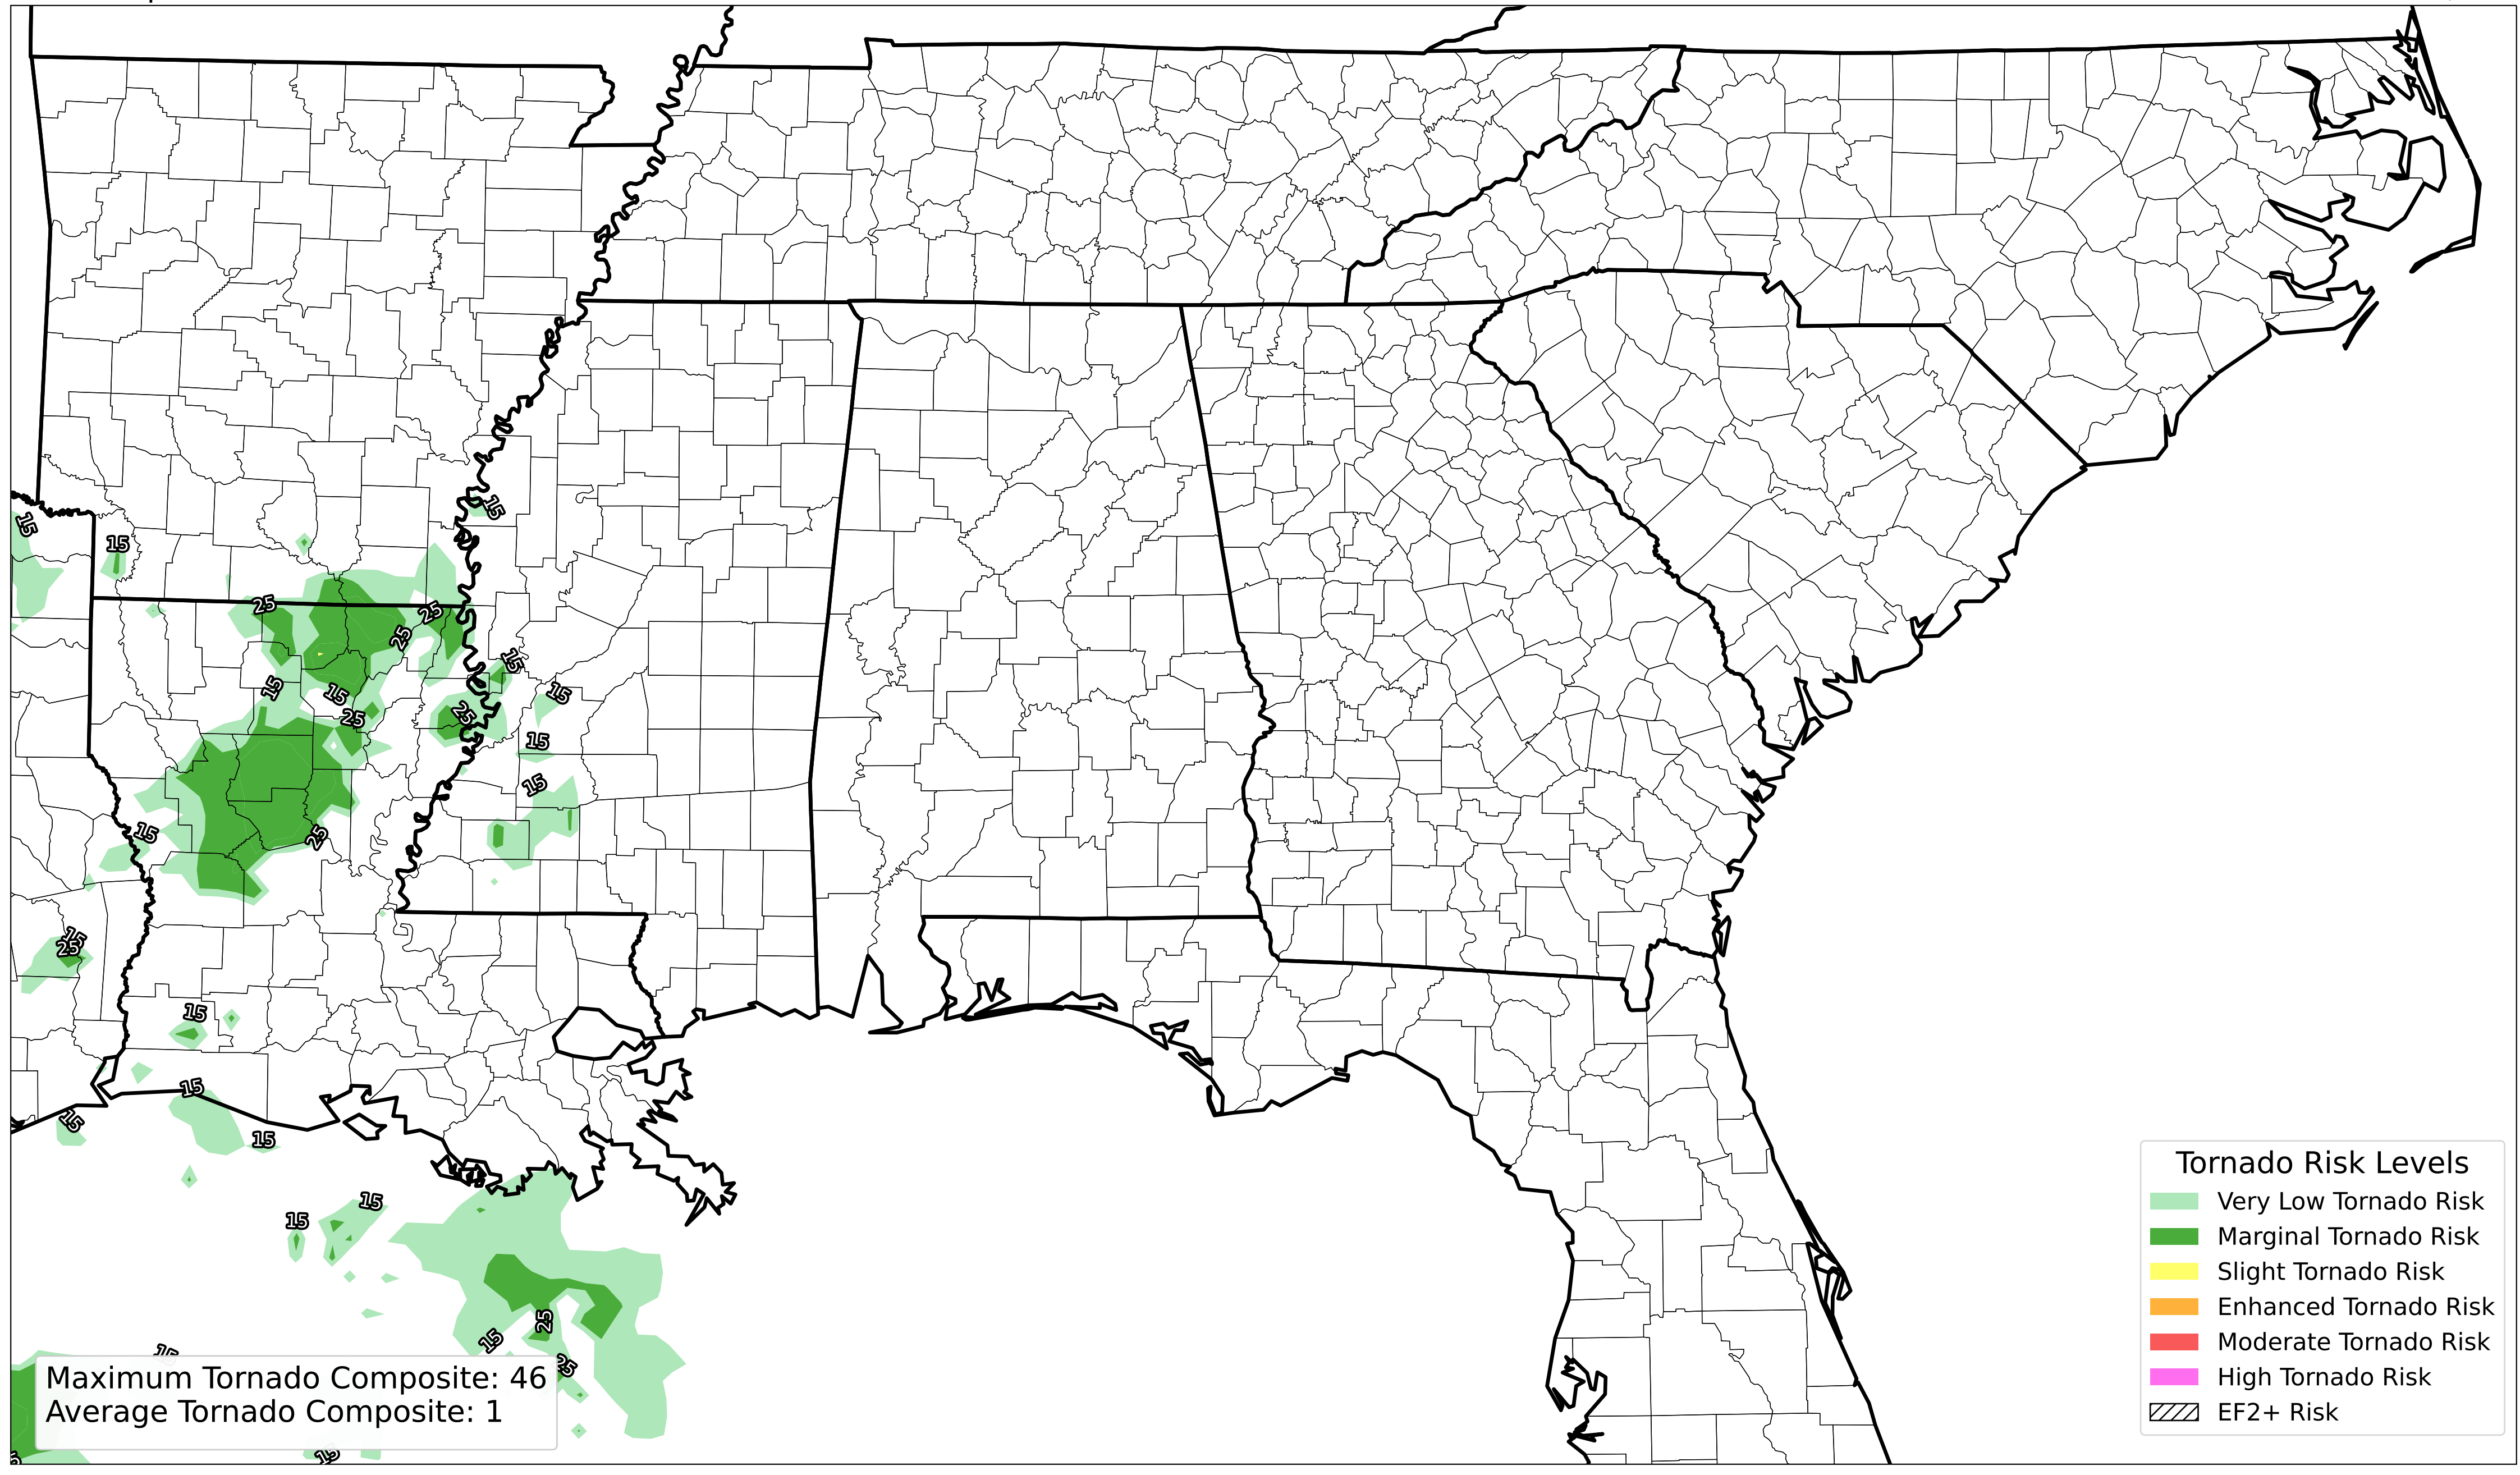 15
15
15
25
25
25
15
15
15
15
25
25
15
15
15
25
15
25
15
15
15
15
15
15
25
15
15
25
15
Maximum Tornado Composite: 46
Average Tornado Composite: 1
Tornado Risk Levels
Very Low Tornado Risk
Marginal Tornado Risk
Slight Tornado Risk
Enhanced Tornado Risk
Moderate Tornado Risk
High Tornado Risk
EF2+ Risk